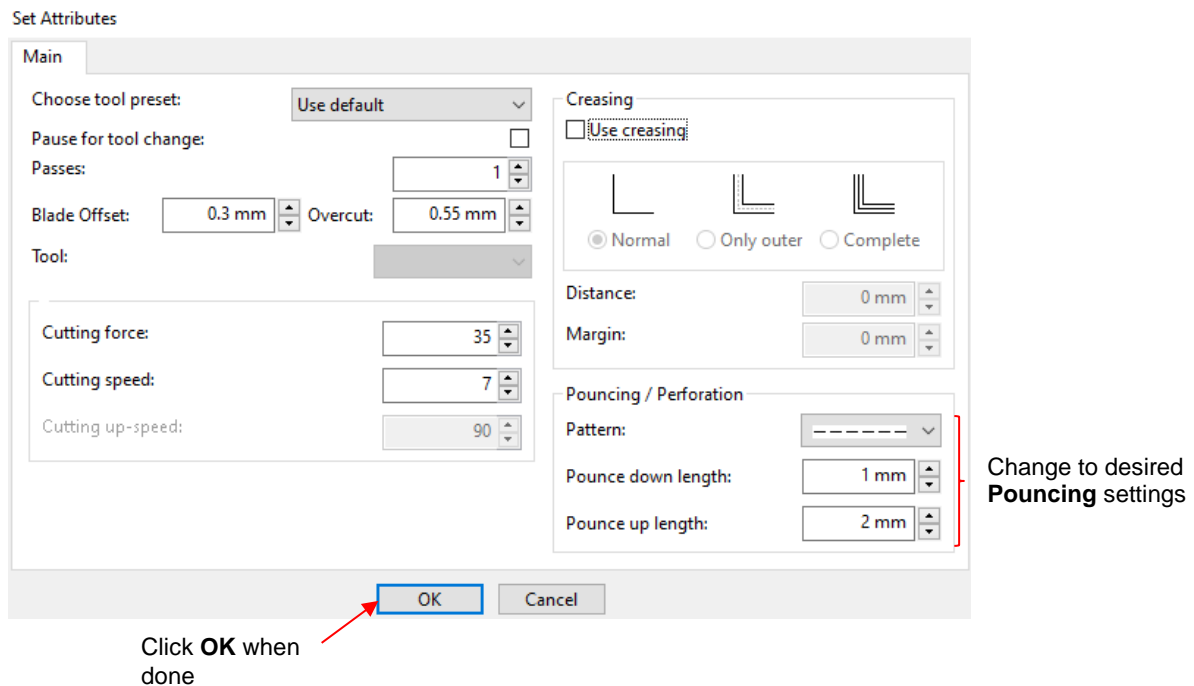 Set Attributes
Main
Choose tool preset: Use default
Pause for tool change:
Passes: 1
Blade Offset: 0.3 mm Overcut: 0.55 mm
Tool:
Cutting force: 35
Cutting speed: 7
Cutting up-speed: 90
Creasing
Use creasing
Normal Only outer Complete
Distance: 0 mm
Margin: 0 mm
Pouncing / Perforation
Pattern:
Pounce down length: 1 mm
Pounce up length: 2 mm
Change to desired
Pouncing settings
OK Cancel
Click OK when
done